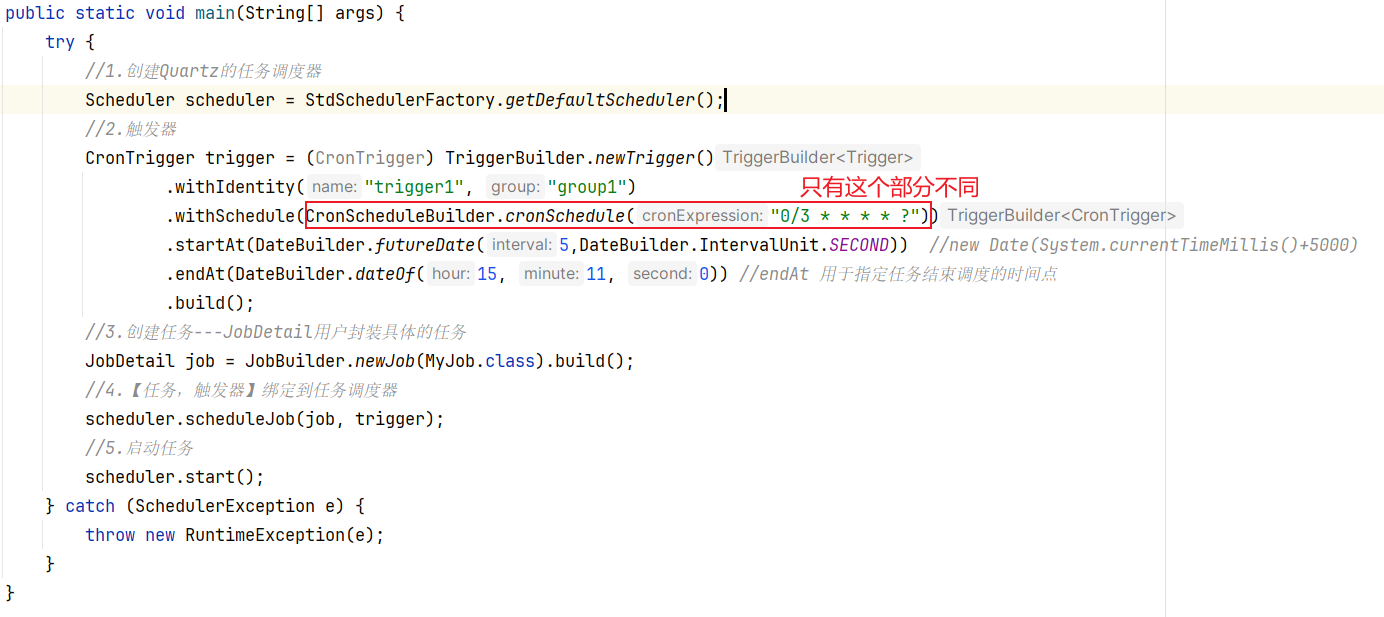 public static void main(String[] args) {
try {
//1.创建Quartz的任务调度器
Scheduler scheduler = StdSchedulerFactory.getDefaultScheduler();
//2.触发器
CronTrigger trigger = (CronTrigger) TriggerBuilder.newTrigger() TriggerBuilder<Trigger>
.withIdentity( name: "trigger1", group: "group1")
只有这个部分不同
.withSchedule(CronScheduleBuilder.cronSchedule( cronExpression: "0/3 * * * * ?")) TriggerBuilder<CronTrigger>
.startAt(DateBuilder.futureDate( interval: 5,DateBuilder.IntervalUnit.SECOND)) //new Date(System.currentTimeMillis()+5000)
.endAt(DateBuilder.dateOf( hour: 15, minute: 11, second: 0)) //endAt 用于指定任务结束调度的时间点
.build();
//3.创建任务---JobDetail用户封装具体的任务
JobDetail job = JobBuilder.newJob(MyJob.class).build();
//4.【任务，触发器】绑定到任务调度器
scheduler.scheduleJob(job, trigger);
//5.启动任务
scheduler.start();
} catch (SchedulerException e) {
throw new RuntimeException(e);
}
}